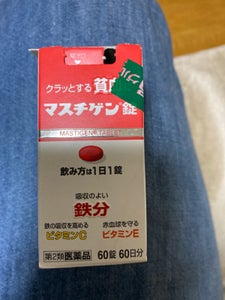 クラッとする貧血
マスチゲン錠
MASTIGEN TABLET
飲み方は1日1錠
吸収のよい
鉄分
鉄の吸収を高める
ビタミンC
赤血球を守る
ビタミンE
第2類医薬品
60錠 60日分